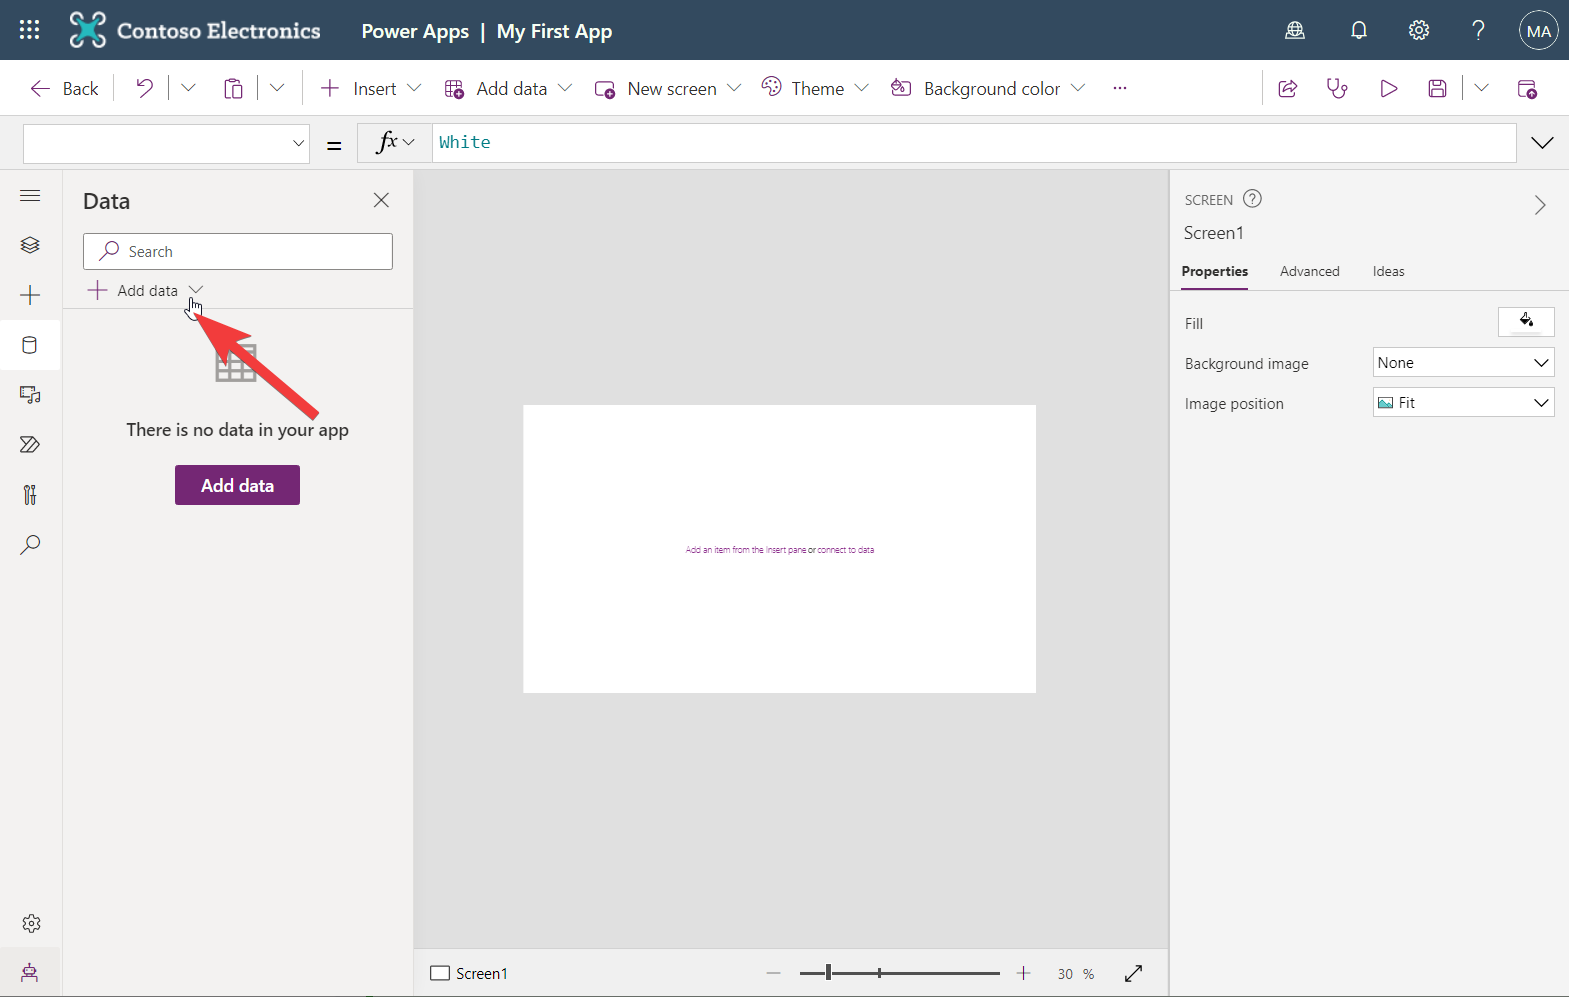 Contoso Electronics Power Apps | My First App MA
Back Insert Add data New screen Theme Background color ...
= fx White
Data
Search
Add data
There is no data in your app
Add data
Add an item from the Insert pane or connect to data
SCREEN ?
Screen1
Properties Advanced Ideas
Fill
Background image None
Image position Fit
Screen1 30 %